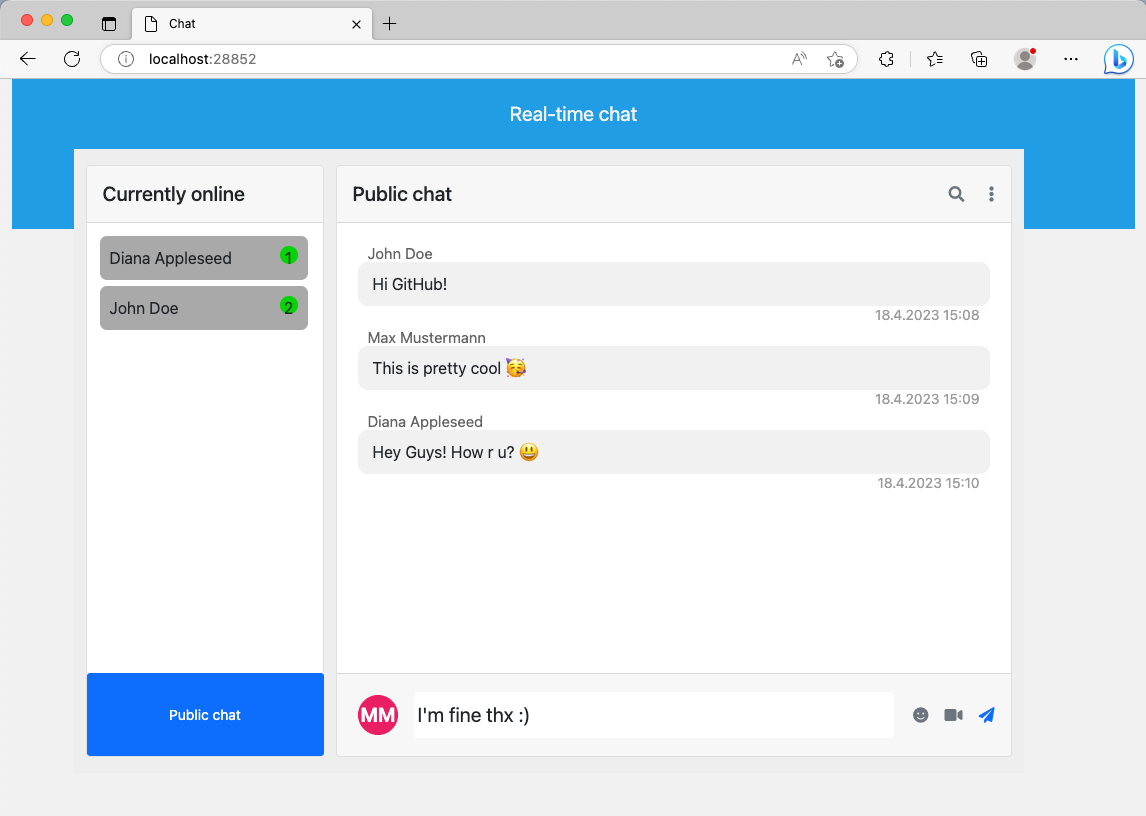 Chat
localhost:28852
Real-time chat
Currently online
Diana Appleseed 1
John Doe 2
Public chat
Public chat
John Doe
Hi GitHub!
18.4.2023 15:08
Max Mustermann
This is pretty cool 🥳
18.4.2023 15:09
Diana Appleseed
Hey Guys! How r u? 😃
18.4.2023 15:10
MM I'm fine thx :)